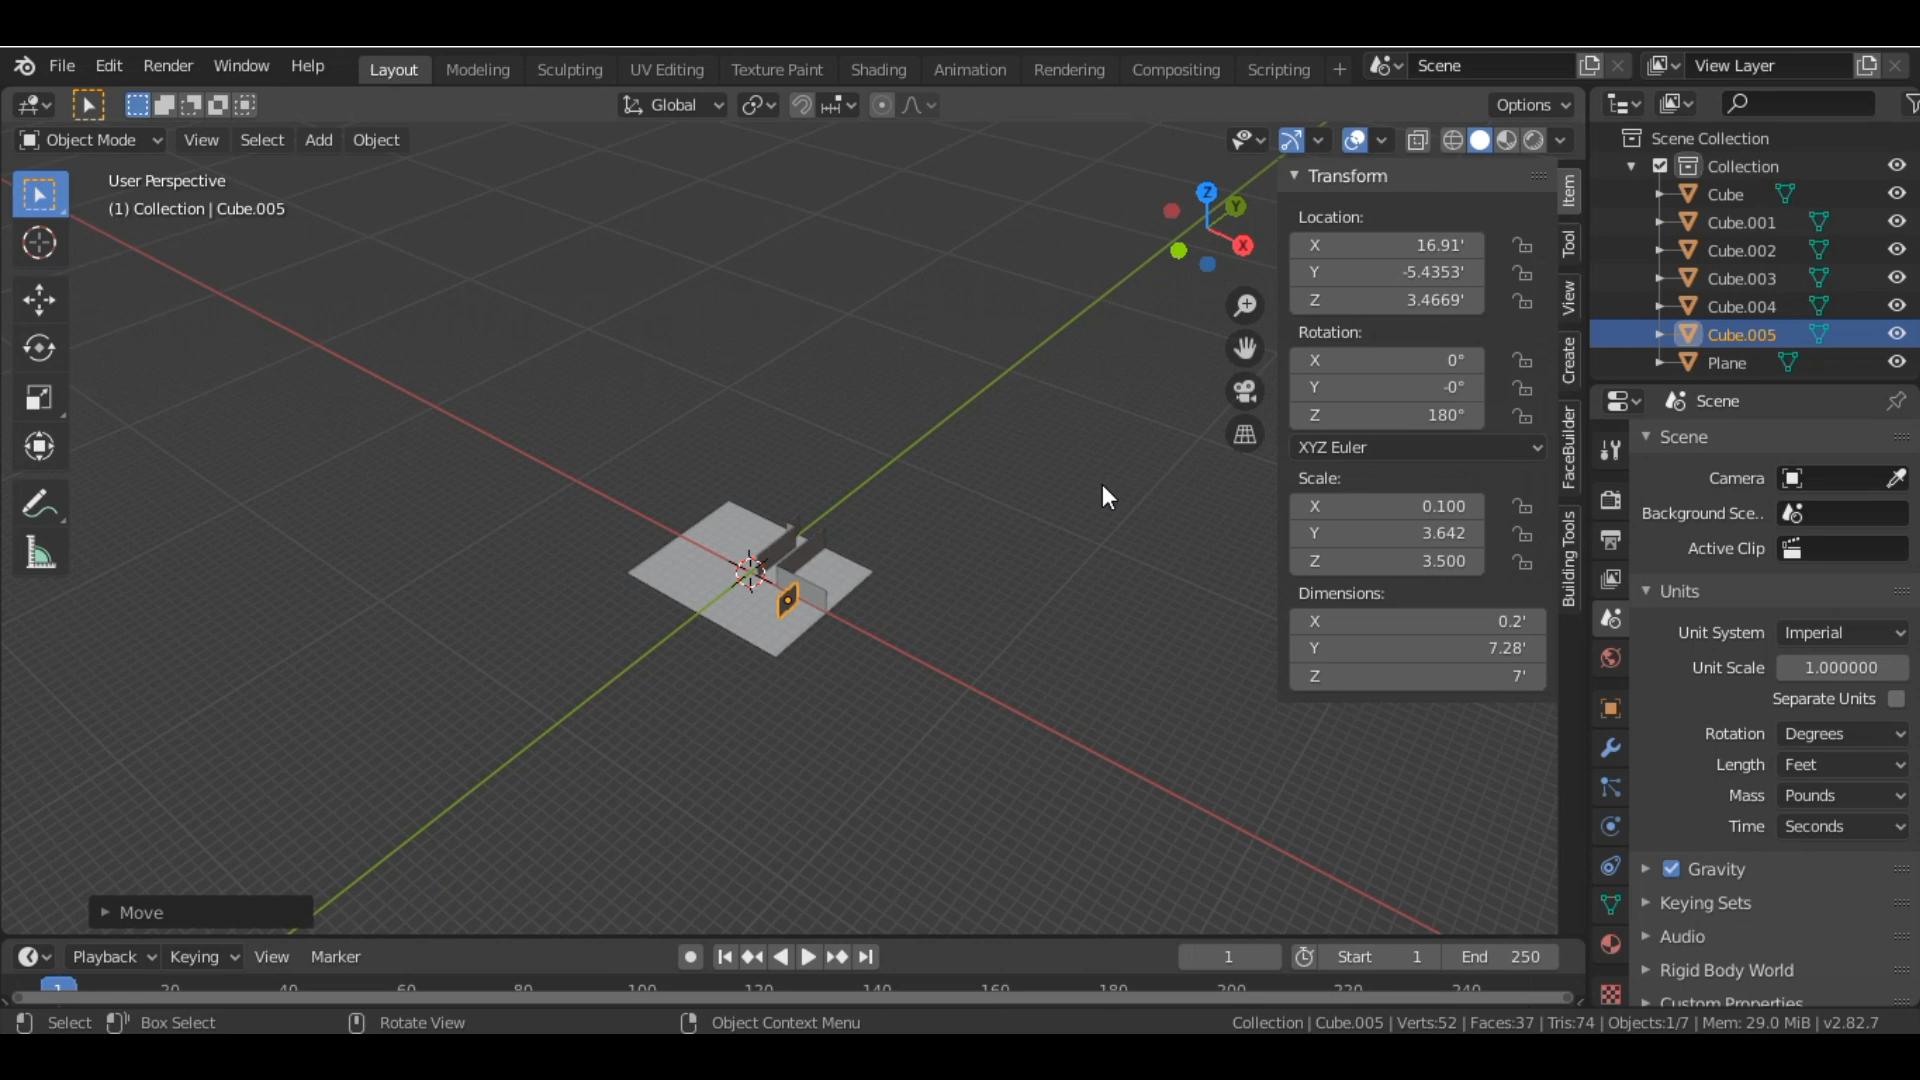 File Edit Render Window Help Layout Modeling Sculpting UV Editing Texture Paint Shading Animation Rendering Compositing Scripting + Scene View Layer
Global Options
Object Mode View Select Add Object
User Perspective
(1) Collection | Cube.005
Z
Y
X
Transform
Location:
X 16.91'
Y -5.4353'
Z 3.4669'
Rotation:
X 0°
Y -0°
Z 180°
XYZ Euler
Scale:
X 0.100
Y 3.642
Z 3.500
Dimensions:
X 0.2'
Y 7.28'
Z 7'
Item
Tool
View
Create
FaceBuilder
Building Tools
Scene Collection
Collection
Cube
Cube.001
Cube.002
Cube.003
Cube.004
Cube.005
Plane
Scene
Scene
Camera
Background Sce..
Active Clip
Units
Unit System Imperial
Unit Scale 1.000000
Separate Units
Rotation Degrees
Length Feet
Mass Pounds
Time Seconds
Gravity
Keying Sets
Audio
Rigid Body World
Custom Properties
Move
Playback Keying View Marker 1 Start 1 End 250
1 20 40 60 80 100 120 140 160 180 200 220 240
Select Box Select Rotate View Object Context Menu Collection | Cube.005 | Verts:52 | Faces:37 | Tris:74 | Objects:1/7 | Mem: 29.0 MiB | v2.82.7